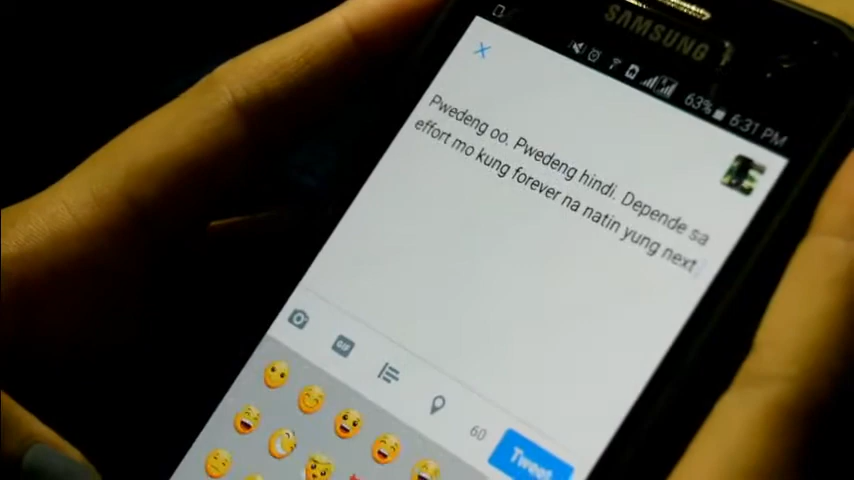 SAMSUNG
63% 6:31 PM
Pwedeng oo. Pwedeng hindi. Depende sa
effort mo kung forever na natin yung next
GIF
60
Tweet